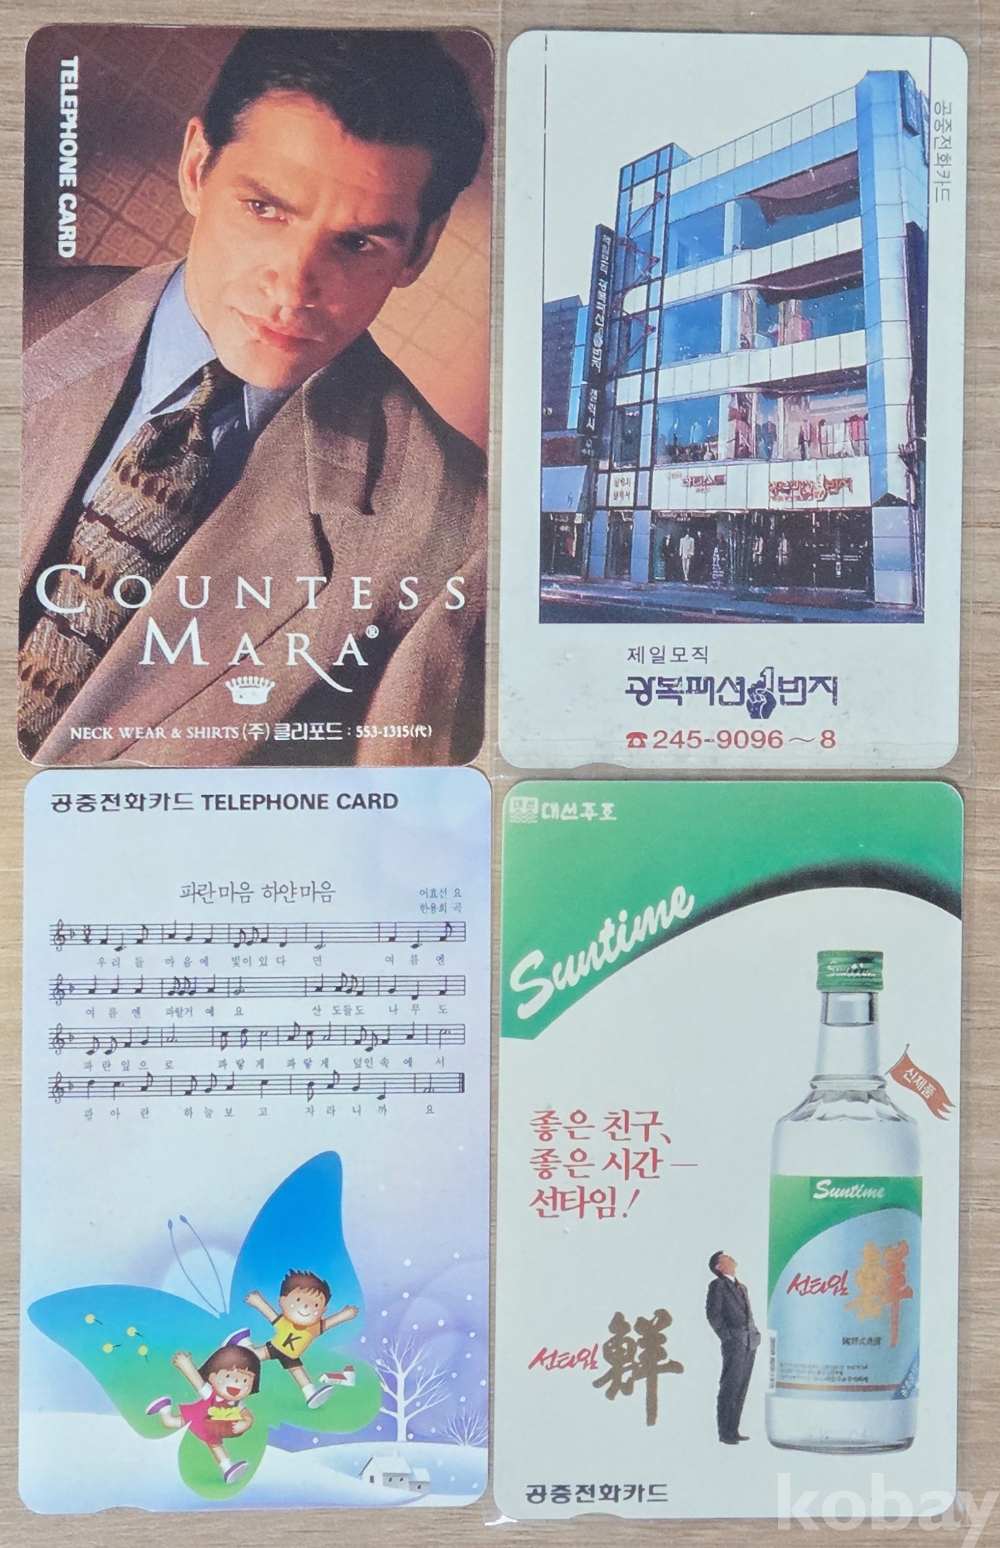 TELEPHONE CARD
COUNTESS
MARA®
NECK WEAR & SHIRTS (주) 클리포드 : 553-1315(代)
공중전화카드
제일모직
광복패션1번지
☎ 245-9096～8
공중전화카드 TELEPHONE CARD
파란마음 하얀마음
어효선 요
한용희 곡
우리들 마음에 빛이있다 면 여름엔
여름엔 파랄거예요 산도들도 나무도
파란잎으로 파랗게 파랗게 덮인속에서
파아란 하늘보고 자라니까요
대선
대선주조
Suntime
Suntime
신제품
좋은 친구,
좋은 시간 —
선타임!
Suntime
선타임 鮮
선타임 鮮
공중전화카드
kobay